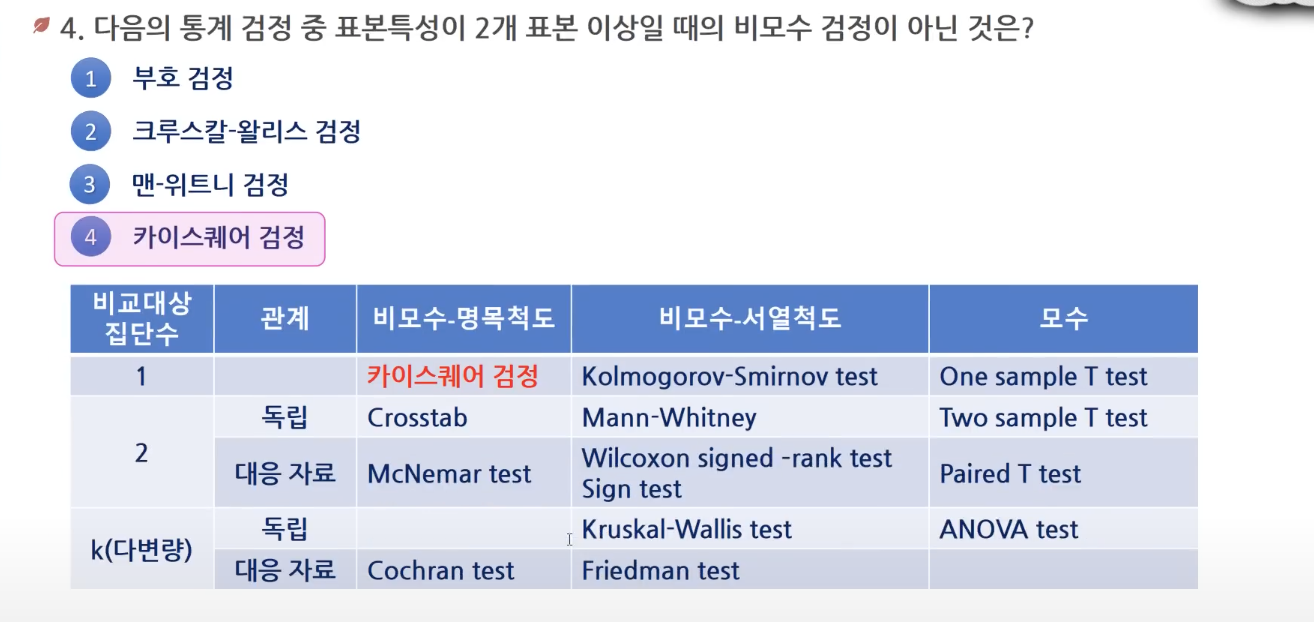 4. 다음의 통계 검정 중 표본특성이 2개 표본 이상일 때의 비모수 검정이 아닌 것은?
1 부호 검정
2 크루스칼-왈리스 검정
3 맨-위트니 검정
4 카이스퀘어 검정
비교대상
집단수 관계 비모수-명목척도 비모수-서열척도 모수
1 카이스퀘어 검정 Kolmogorov-Smirnov test One sample T test
2 독립 Crosstab Mann-Whitney Two sample T test
대응 자료 McNemar test Wilcoxon signed -rank test
Sign test Paired T test
k(다변량) 독립 Kruskal-Wallis test ANOVA test
대응 자료 Cochran test Friedman test